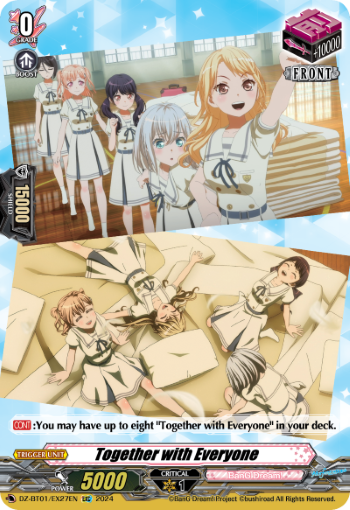 0
GRADE
BOOST
+10000
FRONT
15000
SHIELD
CONT:You may have up to eight "Together with Everyone" in your deck.
TRIGGER UNIT
Together with Everyone
POWER 5000
CRITICAL
1
BanG Dream!
DZ-BT01/EX27EN
2024
©BanG Dream! Project ©bushiroad All Rights Reserved.